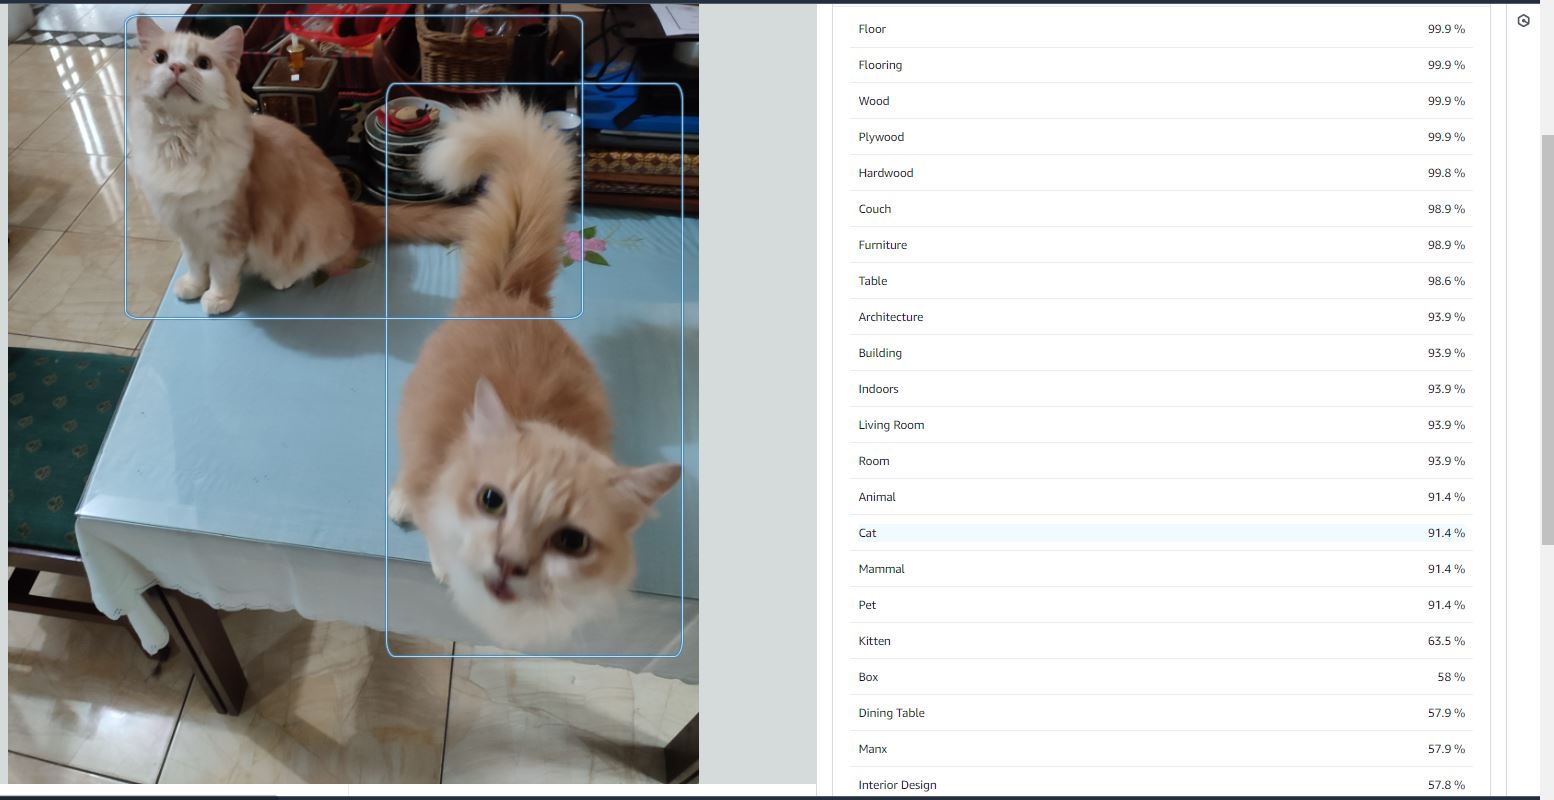 Floor 99.9 %
Flooring 99.9 %
Wood 99.9 %
Plywood 99.9 %
Hardwood 99.8 %
Couch 98.9 %
Furniture 98.9 %
Table 98.6 %
Architecture 93.9 %
Building 93.9 %
Indoors 93.9 %
Living Room 93.9 %
Room 93.9 %
Animal 91.4 %
Cat 91.4 %
Mammal 91.4 %
Pet 91.4 %
Kitten 63.5 %
Box 58 %
Dining Table 57.9 %
Manx 57.9 %
Interior Design 57.8 %